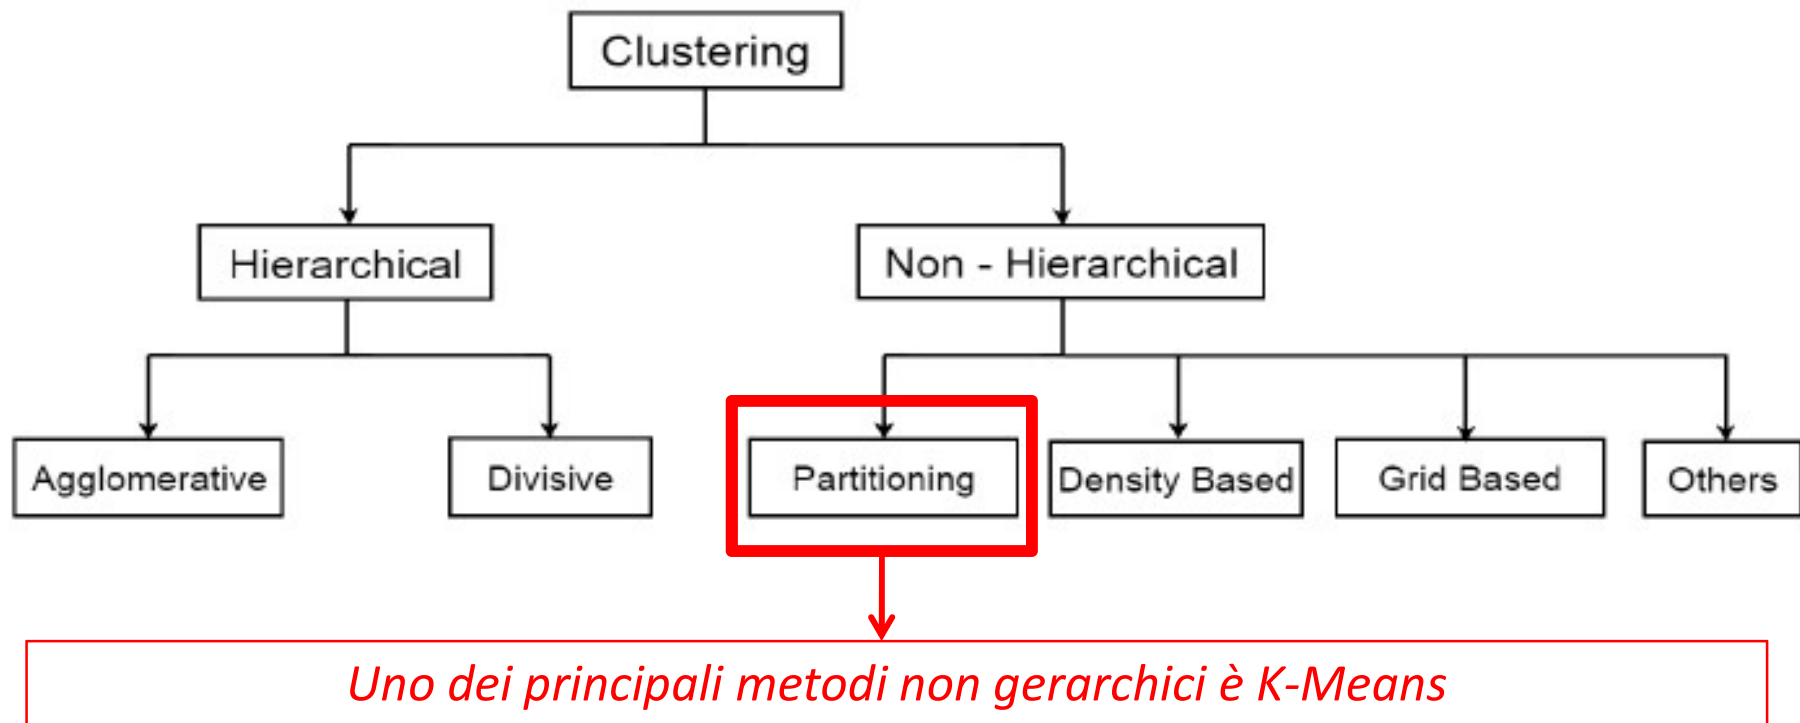 Clustering
Hierarchical
Non - Hierarchical
Agglomerative
Divisive
Partitioning
Density Based
Grid Based
Others
Uno dei principali metodi non gerarchici è K-Means